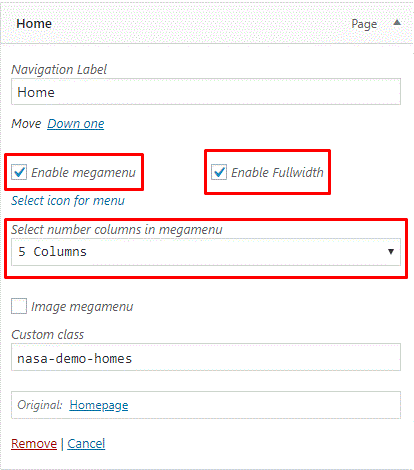 Home Page
Navigation Label
Home
Move Down one
Enable megamenu Enable Fullwidth
Select icon for menu
Select number columns in megamenu
5 Columns
Image megamenu
Custom class
nasa-demo-homes
Original: Homepage
Remove | Cancel